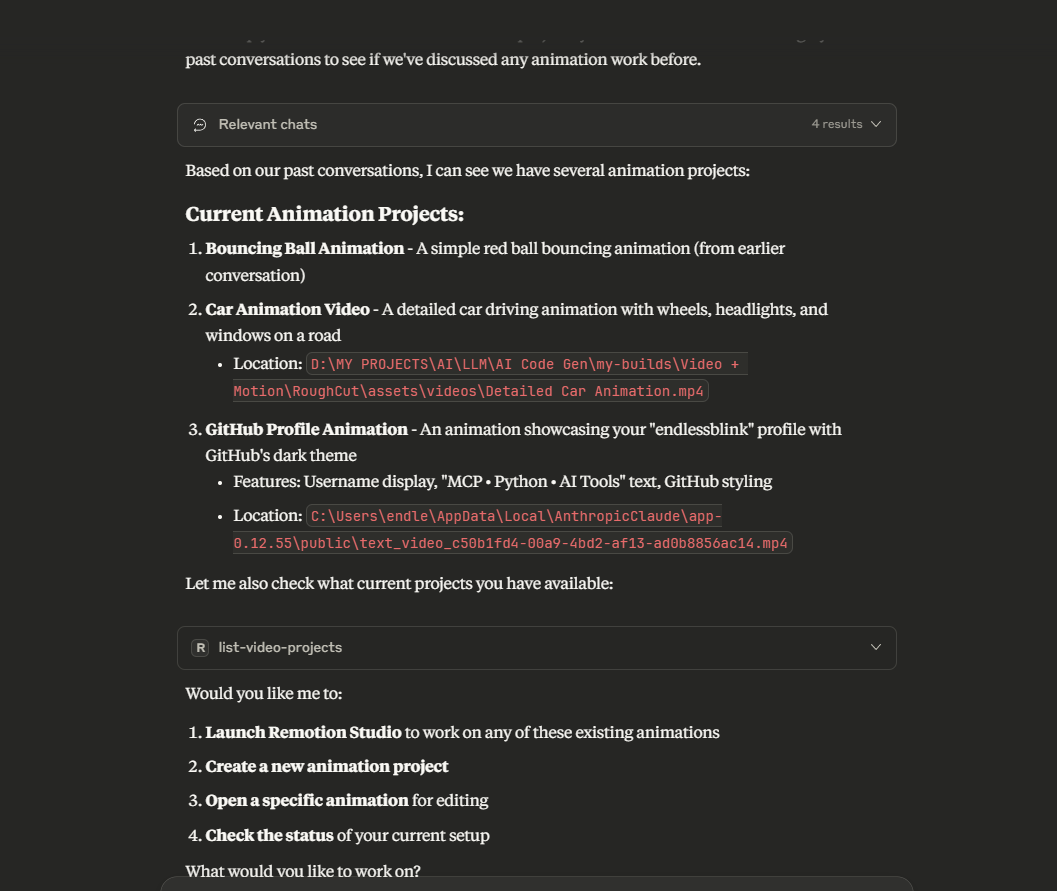 past conversations to see if we've discussed any animation work before.
Relevant chats 4 results
Based on our past conversations, I can see we have several animation projects:
Current Animation Projects:
1. Bouncing Ball Animation - A simple red ball bouncing animation (from earlier
conversation)
2. Car Animation Video - A detailed car driving animation with wheels, headlights, and
windows on a road
• Location: D:\MY PROJECTS\AI\LLM\AI Code Gen\my-builds\Video +
Motion\RoughCut\assets\videos\Detailed Car Animation.mp4
3. GitHub Profile Animation - An animation showcasing your "endlessblink" profile with
GitHub's dark theme
• Features: Username display, "MCP • Python • AI Tools" text, GitHub styling
• Location: C:\Users\endle\AppData\Local\AnthropicClaude\app-
0.12.55\public\text_video_c50b1fd4-00a9-4bd2-af13-ad0b8856ac14.mp4
Let me also check what current projects you have available:
R list-video-projects
Would you like me to:
1. Launch Remotion Studio to work on any of these existing animations
2. Create a new animation project
3. Open a specific animation for editing
4. Check the status of your current setup
What would you like to work on?